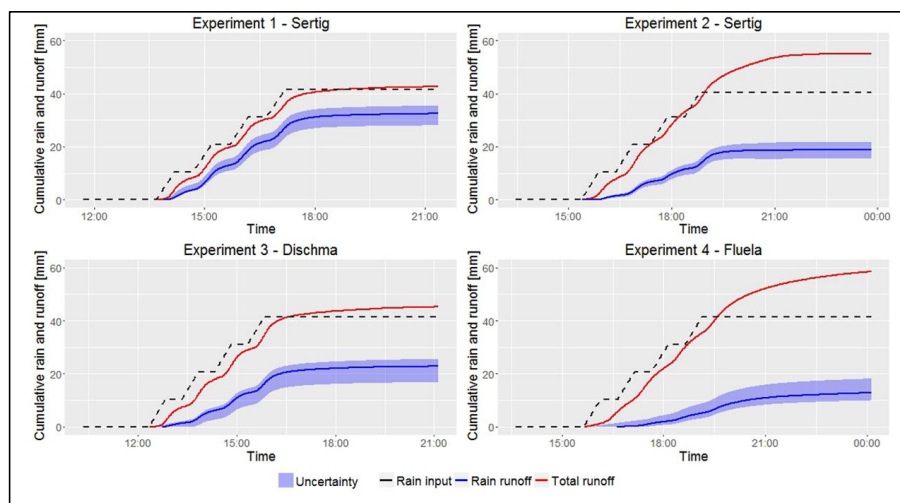 Experiment 1 - Sertig
Experiment 2 - Sertig
Cumulative rain and runoff [mm]
60
40
20
0
12:00 15:00 18:00 21:00
Time
Cumulative rain and runoff [mm]
60
40
20
0
15:00 18:00 21:00 00:00
Time
Experiment 3 - Dischma
Experiment 4 - Fluela
Cumulative rain and runoff [mm]
60
40
20
0
12:00 15:00 18:00 21:00
Time
Cumulative rain and runoff [mm]
60
40
20
0
15:00 18:00 21:00 00:00
Time
Uncertainty Rain input Rain runoff Total runoff